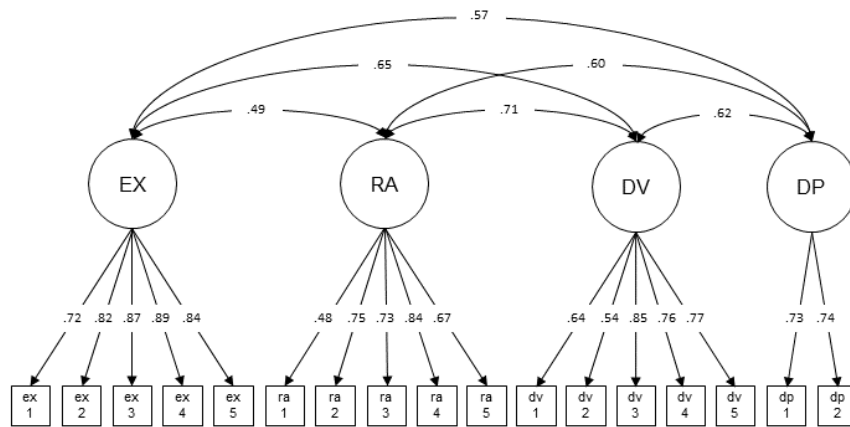 .57
.65
.60
.49
.71
.62
EX
RA
DV
DP
.72 .82 .87 .89 .84
.48 .75 .73 .84 .67
.64 .54 .85 .76 .77
.73 .74
ex
1
ex
2
ex
3
ex
4
ex
5
ra
1
ra
2
ra
3
ra
4
ra
5
dv
1
dv
2
dv
3
dv
4
dv
5
dp
1
dp
2